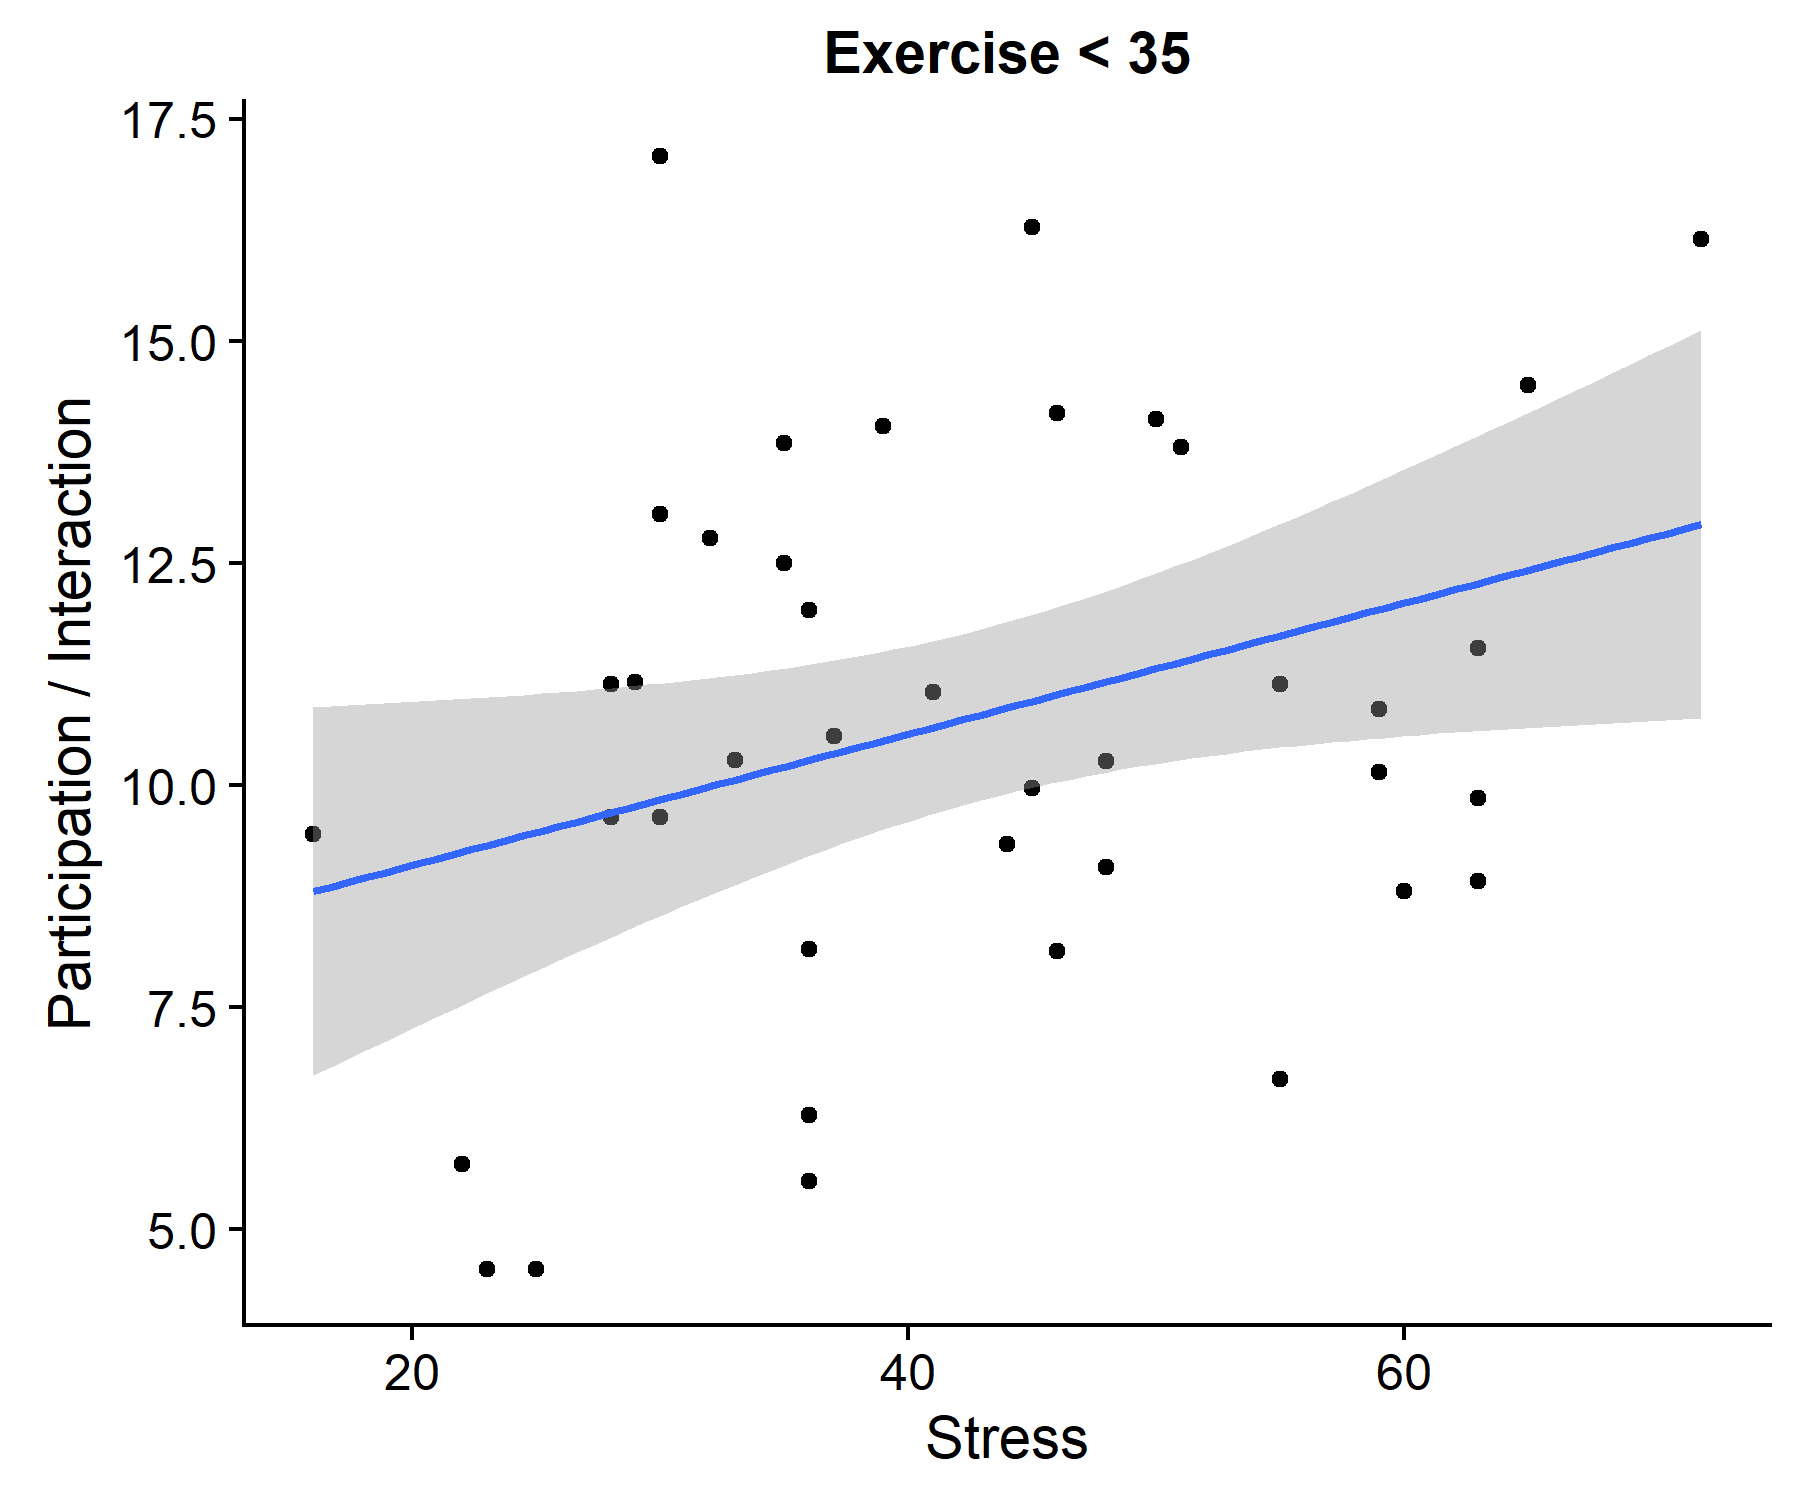 Exercise < 35
17.5
15.0
12.5
10.0
7.5
5.0
Participation / Interaction
20 40 60
Stress